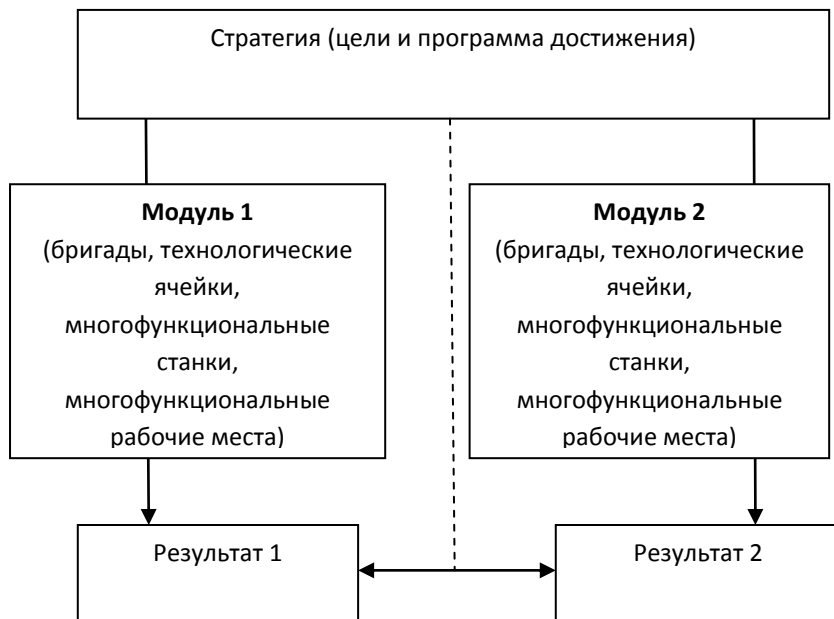 Стратегия (цели и программа достижения)
Модуль 1
(бригады, технологические
ячейки,
многофункциональные
станки,
многофункциональные
рабочие места)
Модуль 2
(бригады, технологические
ячейки,
многофункциональные
станки,
многофункциональные
рабочие места)
Результат 1
Результат 2